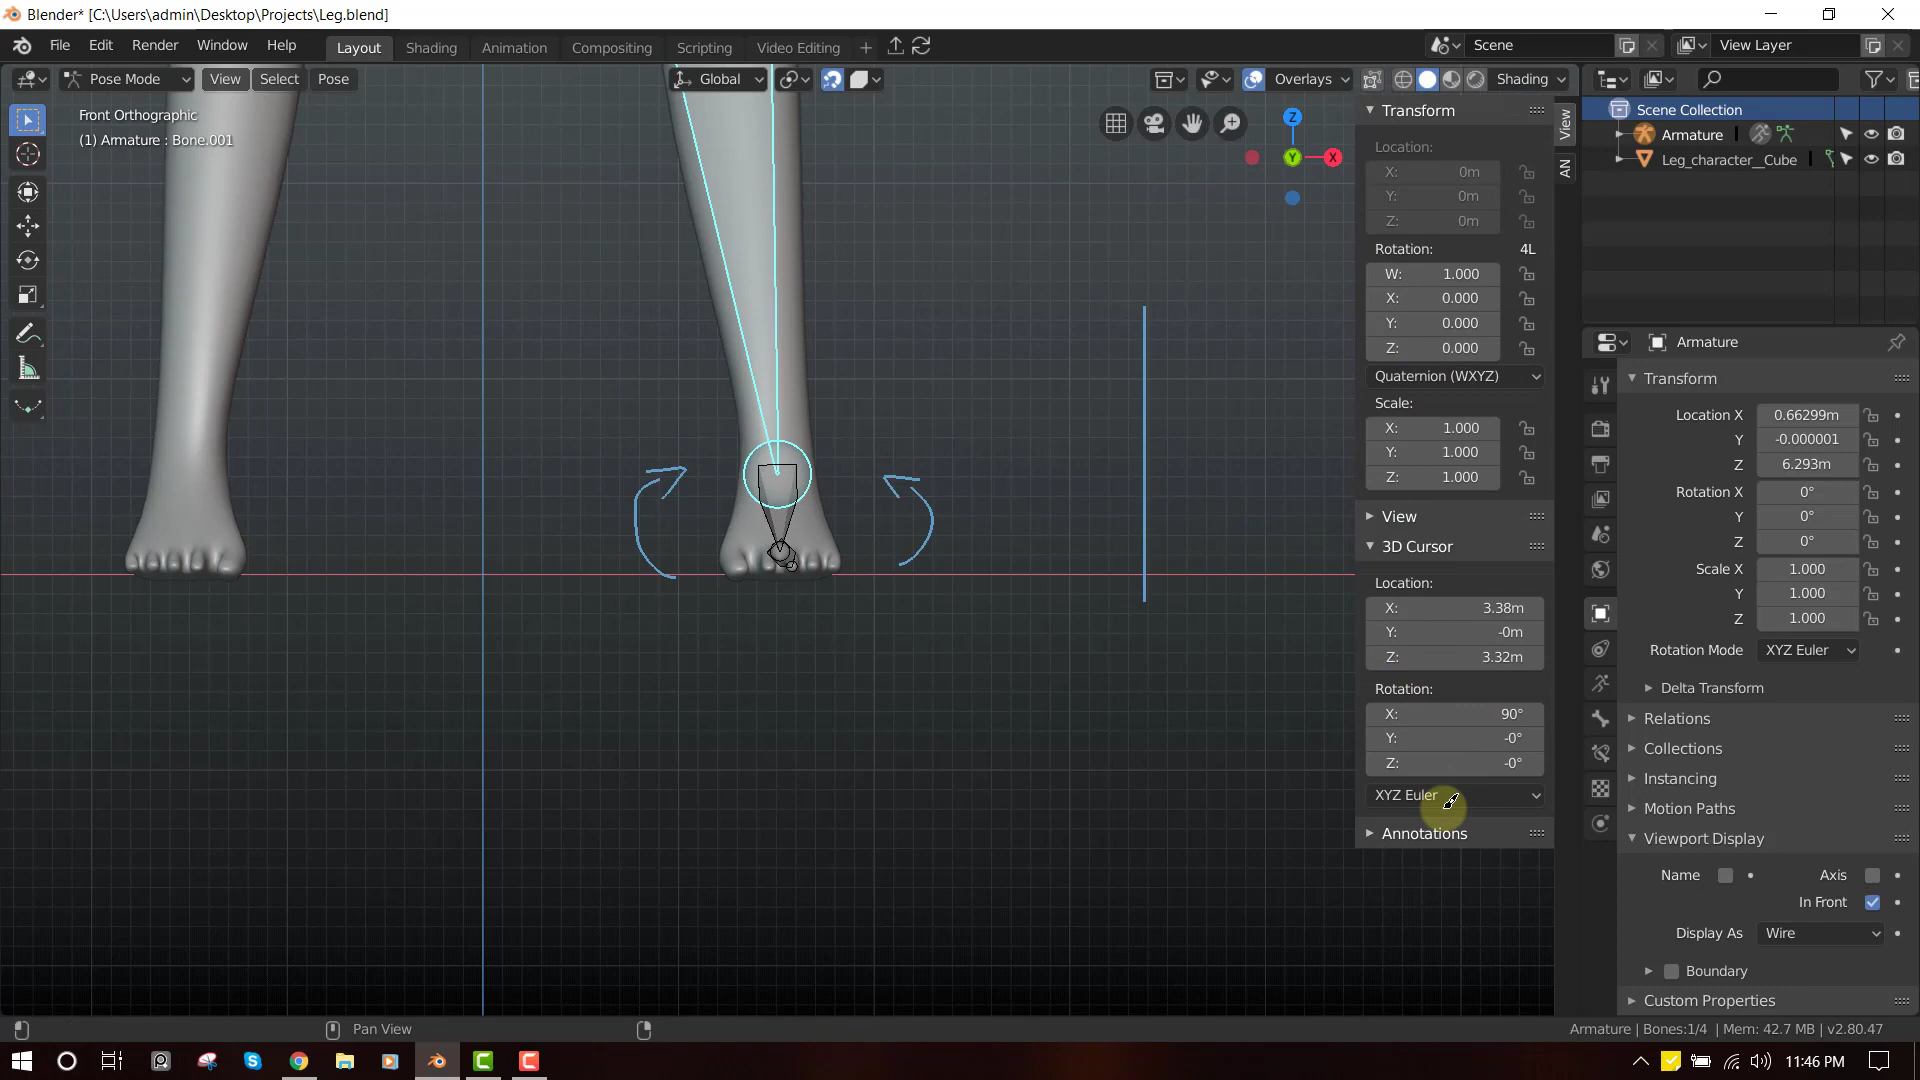 Blender* [C:\Users\admin\Desktop\Projects\Leg.blend]
File Edit Render Window Help Layout Shading Animation Compositing Scripting Video Editing + Scene View Layer
Pose Mode View Select Pose Global Overlays Shading
Front Orthographic
(1) Armature : Bone.001
Z
Y
X
View
AN
Transform
Location:
X: 0m
Y: 0m
Z: 0m
Rotation: 4L
W: 1.000
X: 0.000
Y: 0.000
Z: 0.000
Quaternion (WXYZ)
Scale:
X: 1.000
Y: 1.000
Z: 1.000
View
3D Cursor
Location:
X: 3.38m
Y: -0m
Z: 3.32m
Rotation:
X: 90°
Y: -0°
Z: -0°
XYZ Euler
Annotations
Scene Collection
Armature
Leg_character__Cube
Armature
Transform
Location X 0.66299m
Y -0.000001
Z 6.293m
Rotation X 0°
Y 0°
Z 0°
Scale X 1.000
Y 1.000
Z 1.000
Rotation Mode XYZ Euler
Delta Transform
Relations
Collections
Instancing
Motion Paths
Viewport Display
Name Axis
In Front
Display As Wire
Boundary
Custom Properties
Pan View
Armature | Bones:1/4 | Mem: 42.7 MB | v2.80.47
11:46 PM